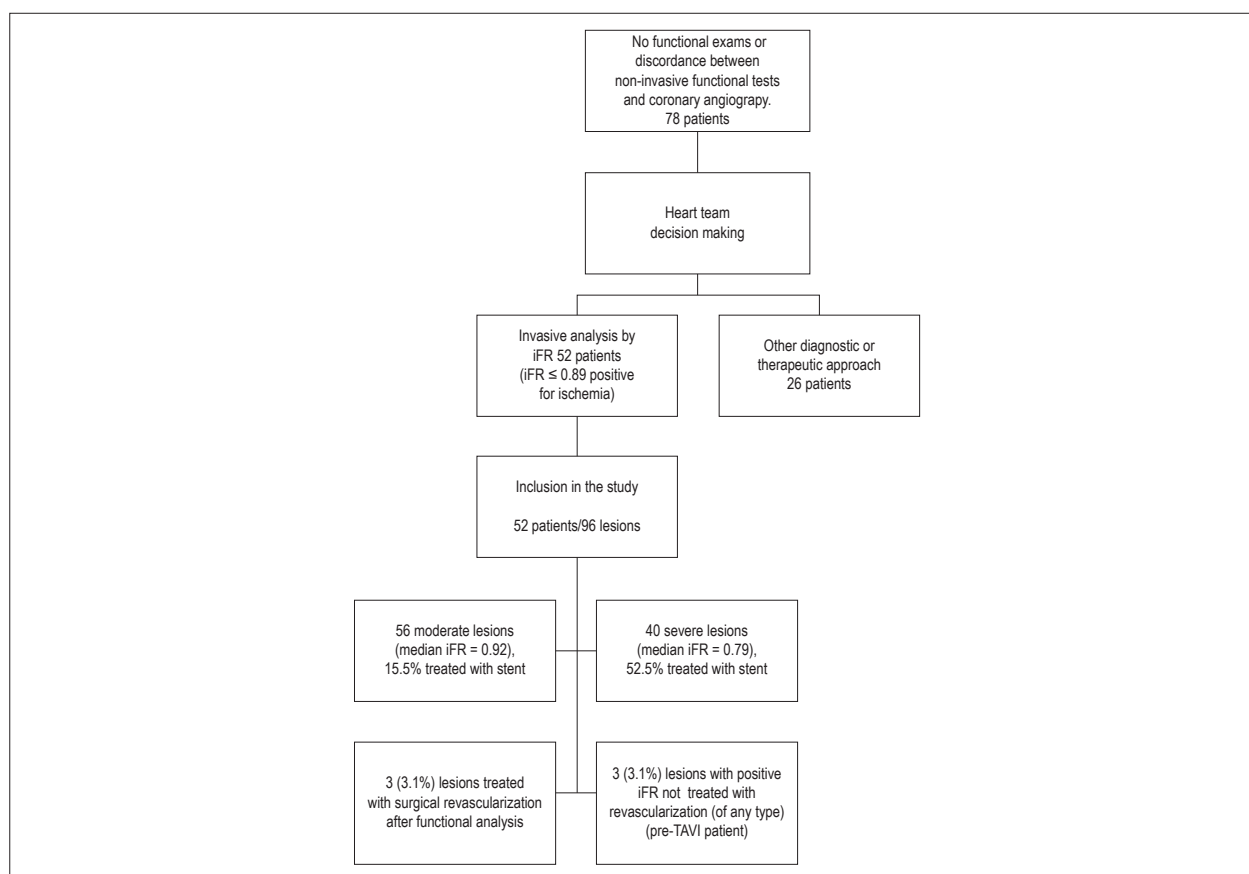 No functional exams or
discordance between
non-invasive functional tests
and coronary angiograpy.
78 patients
Heart team
decision making
Invasive analysis by
iFR 52 patients
(iFR ≤ 0.89 positive
for ischemia)
Other diagnostic or
therapeutic approach
26 patients
Inclusion in the study
52 patients/96 lesions
56 moderate lesions
(median iFR = 0.92),
15.5% treated with stent
40 severe lesions
(median iFR = 0.79),
52.5% treated with stent
3 (3.1%) lesions treated
with surgical revascularization
after functional analysis
3 (3.1%) lesions with positive
iFR not treated with
revascularization (of any type)
(pre-TAVI patient)